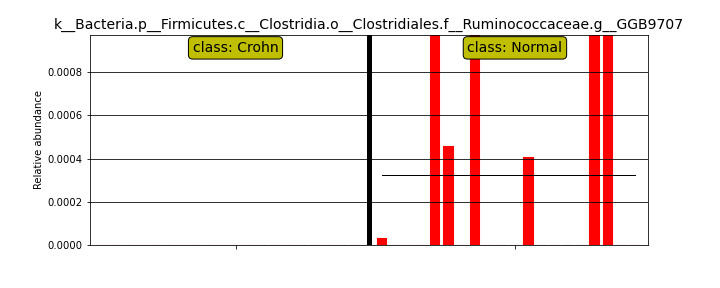 k__Bacteria.p__Firmicutes.c__Clostridia.o__Clostridiales.f__Ruminococcaceae.g__GGB9707
class: Crohn
class: Normal
Relative abundance
0.0008
0.0006
0.0004
0.0002
0.0000